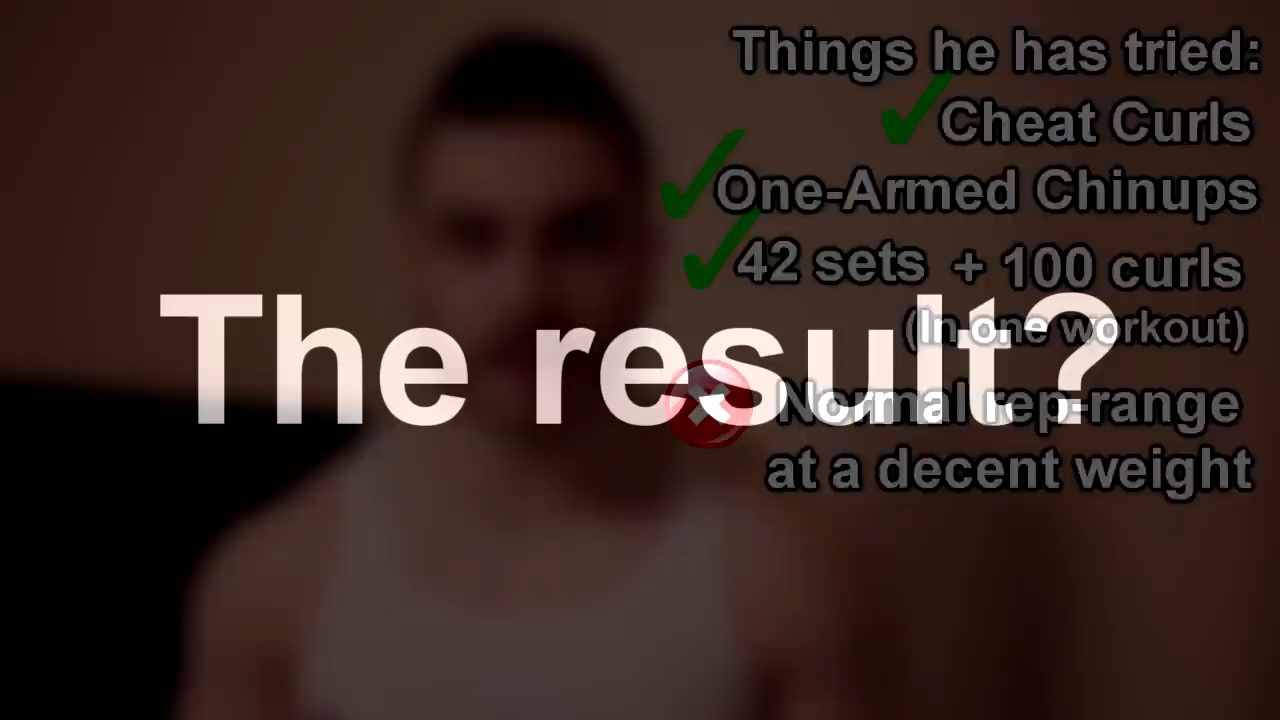 Things he has tried:
Cheat Curls
One-Armed Chinups
42 sets + 100 curls
(In one workout)
The result?
Normal rep-range
at a decent weight